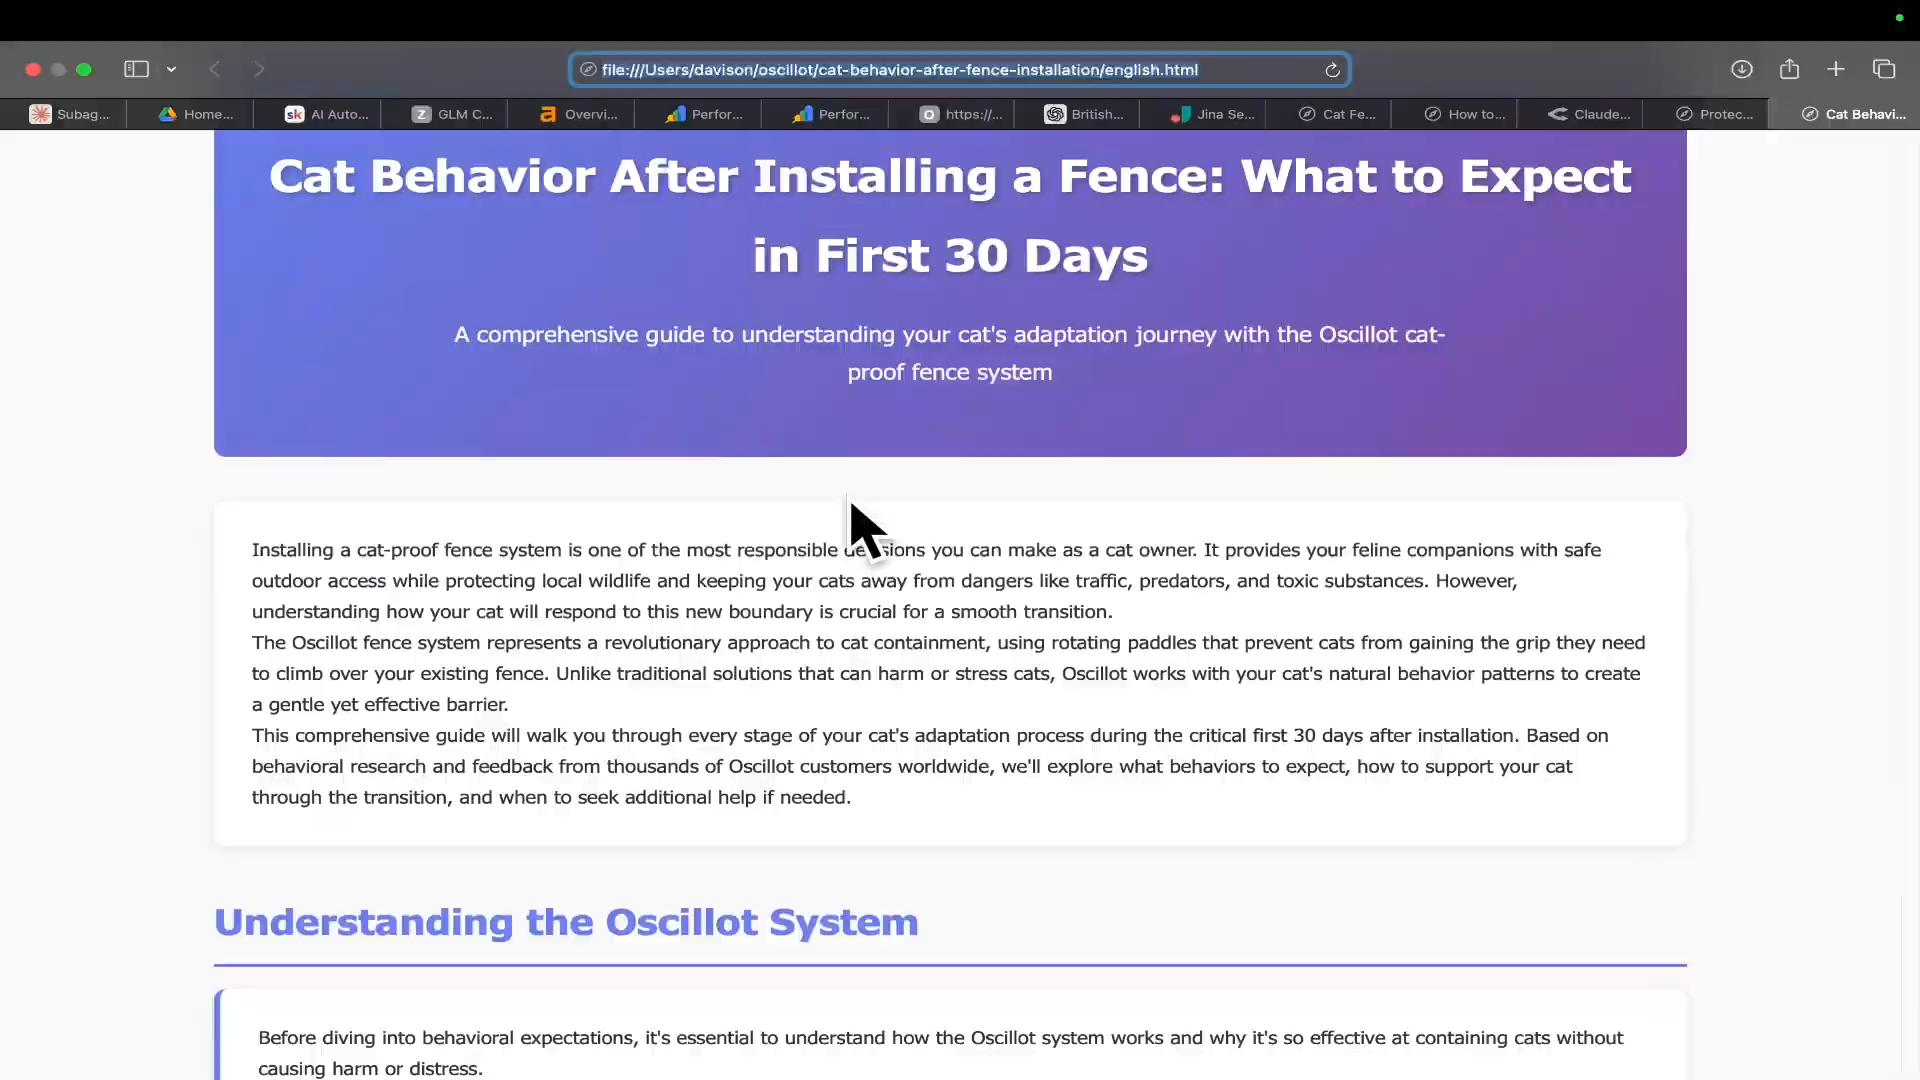 file:///Users/davison/oscillot/cat-behavior-after-fence-installation/english.html
Subag... Home... sk AI Auto... Z GLM C... Overvi... Perfor... Perfor... https://... British... Jina Se... Cat Fe... How to... Claude... Protec... Cat Behavi...
Cat Behavior After Installing a Fence: What to Expect
in First 30 Days
A comprehensive guide to understanding your cat's adaptation journey with the Oscillot cat-
proof fence system
Installing a cat-proof fence system is one of the most responsible decisions you can make as a cat owner. It provides your feline companions with safe
outdoor access while protecting local wildlife and keeping your cats away from dangers like traffic, predators, and toxic substances. However,
understanding how your cat will respond to this new boundary is crucial for a smooth transition.
The Oscillot fence system represents a revolutionary approach to cat containment, using rotating paddles that prevent cats from gaining the grip they need
to climb over your existing fence. Unlike traditional solutions that can harm or stress cats, Oscillot works with your cat's natural behavior patterns to create
a gentle yet effective barrier.
This comprehensive guide will walk you through every stage of your cat's adaptation process during the critical first 30 days after installation. Based on
behavioral research and feedback from thousands of Oscillot customers worldwide, we'll explore what behaviors to expect, how to support your cat
through the transition, and when to seek additional help if needed.
Understanding the Oscillot System
Before diving into behavioral expectations, it's essential to understand how the Oscillot system works and why it's so effective at containing cats without
causing harm or distress.